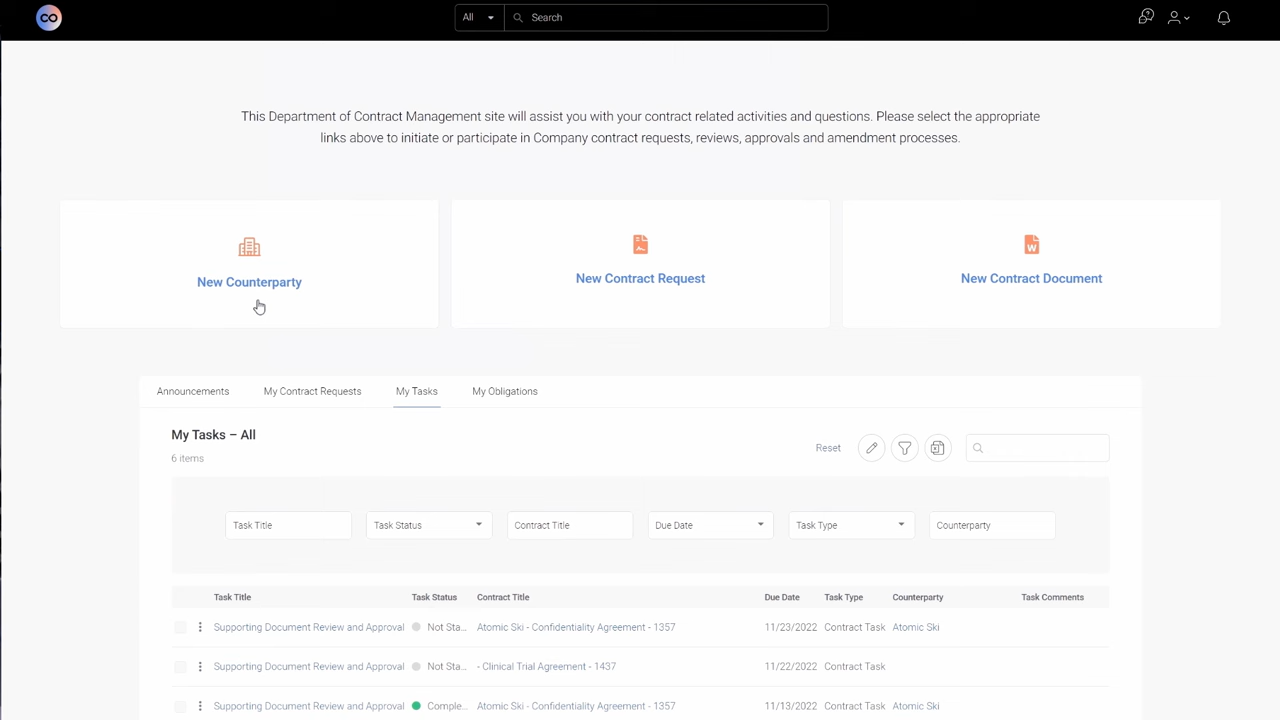 CO
All
Search
This Department of Contract Management site will assist you with your contract related activities and questions. Please select the appropriate
links above to initiate or participate in Company contract requests, reviews, approvals and amendment processes.
New Counterparty
New Contract Request
W
New Contract Document
Announcements My Contract Requests My Tasks My Obligations
My Tasks – All
6 items
Reset
Task Title Task Status Contract Title Due Date Task Type Counterparty
Task Title Task Status Contract Title Due Date Task Type Counterparty Task Comments
Supporting Document Review and Approval Not Sta... Atomic Ski - Confidentiality Agreement - 1357 11/23/2022 Contract Task Atomic Ski
Supporting Document Review and Approval Not Sta... - Clinical Trial Agreement - 1437 11/22/2022 Contract Task
Supporting Document Review and Approval Comple... Atomic Ski - Confidentiality Agreement - 1357 11/13/2022 Contract Task Atomic Ski